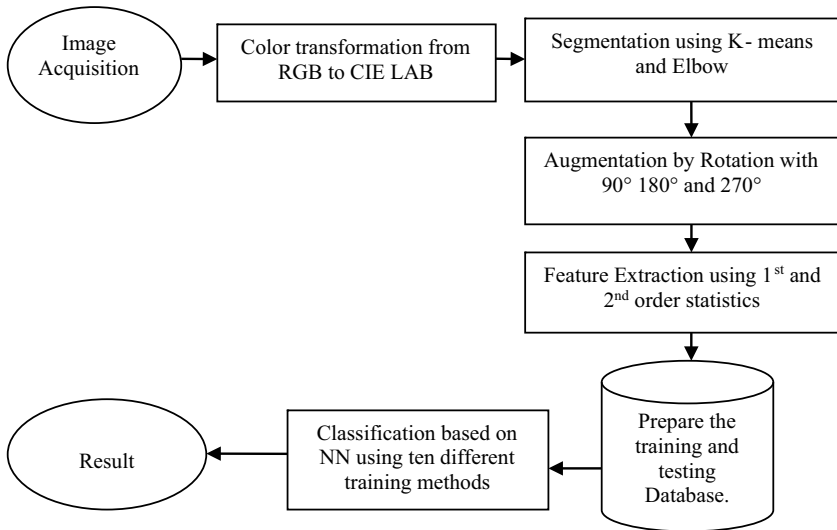 Image
Acquisition
Color transformation from
RGB to CIE LAB
Segmentation using K- means
and Elbow
Augmentation by Rotation with
90° 180° and 270°
Feature Extraction using 1st and
2nd order statistics
Prepare the
training and
testing
Database.
Classification based on
NN using ten different
training methods
Result